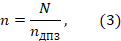 n = N / n_ДПЗ , (3)